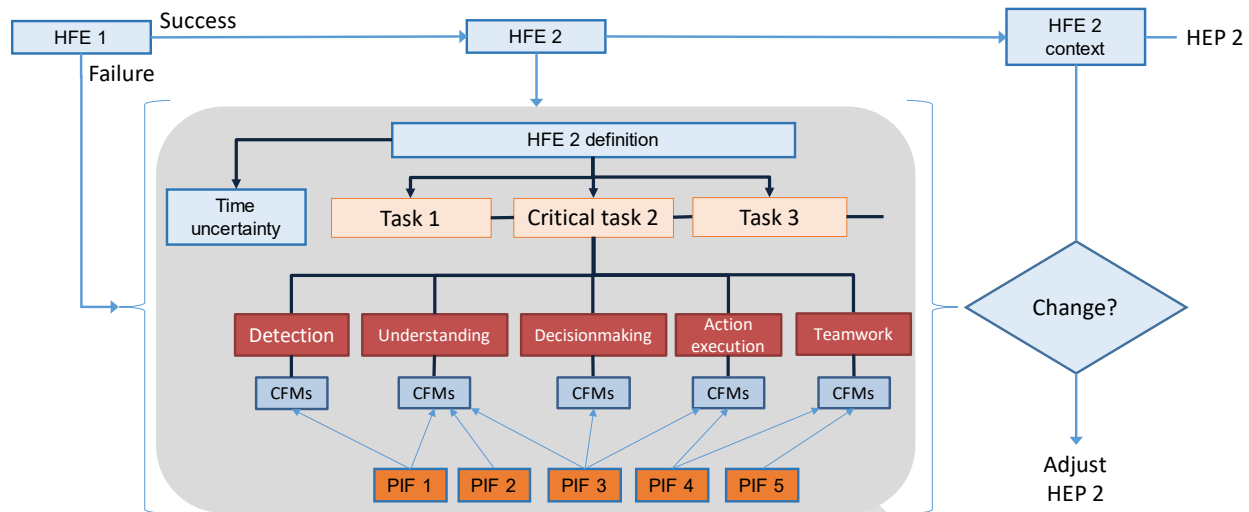 HFE 1
Success
HFE 2
HFE 2
context
HEP 2
Failure
HFE 2 definition
Time
uncertainty
Task 1
Critical task 2
Task 3
Detection
Understanding
Decisionmaking
Action
execution
Teamwork
Change?
CFMs
CFMs
CFMs
CFMs
CFMs
PIF 1
PIF 2
PIF 3
PIF 4
PIF 5
Adjust
HEP 2